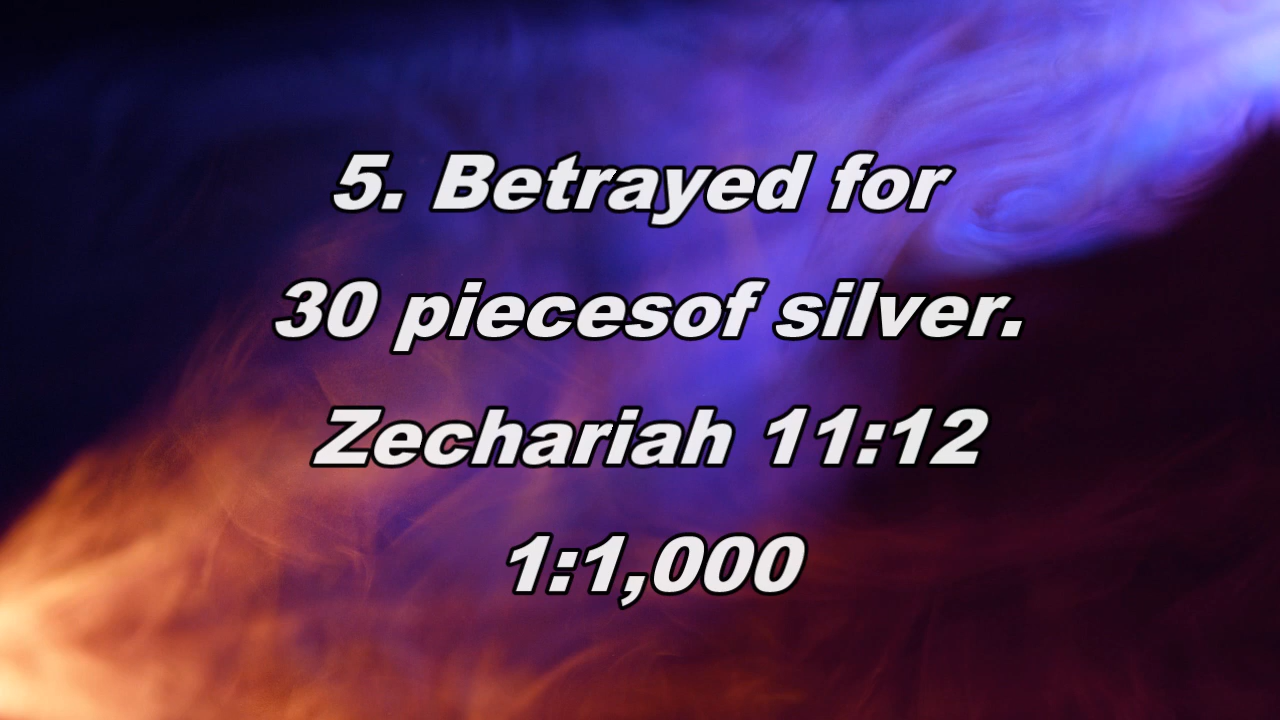 5. Betrayed for
30 piecesof silver.
Zechariah 11:12
1:1,000